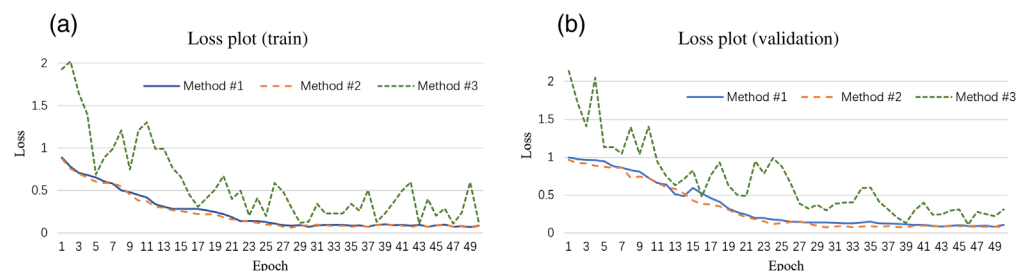 (a)
Loss plot (train)
2
1.5
1
0.5
0
Loss
Method #1 Method #2 Method #3
1 3 5 7 9 11 13 15 17 19 21 23 25 27 29 31 33 35 37 39 41 43 45 47 49
Epoch
(b)
Loss plot (validation)
2
1.5
1
0.5
0
Loss
Method #1 Method #2 Method #3
1 3 5 7 9 11 13 15 17 19 21 23 25 27 29 31 33 35 37 39 41 43 45 47 49
Epoch